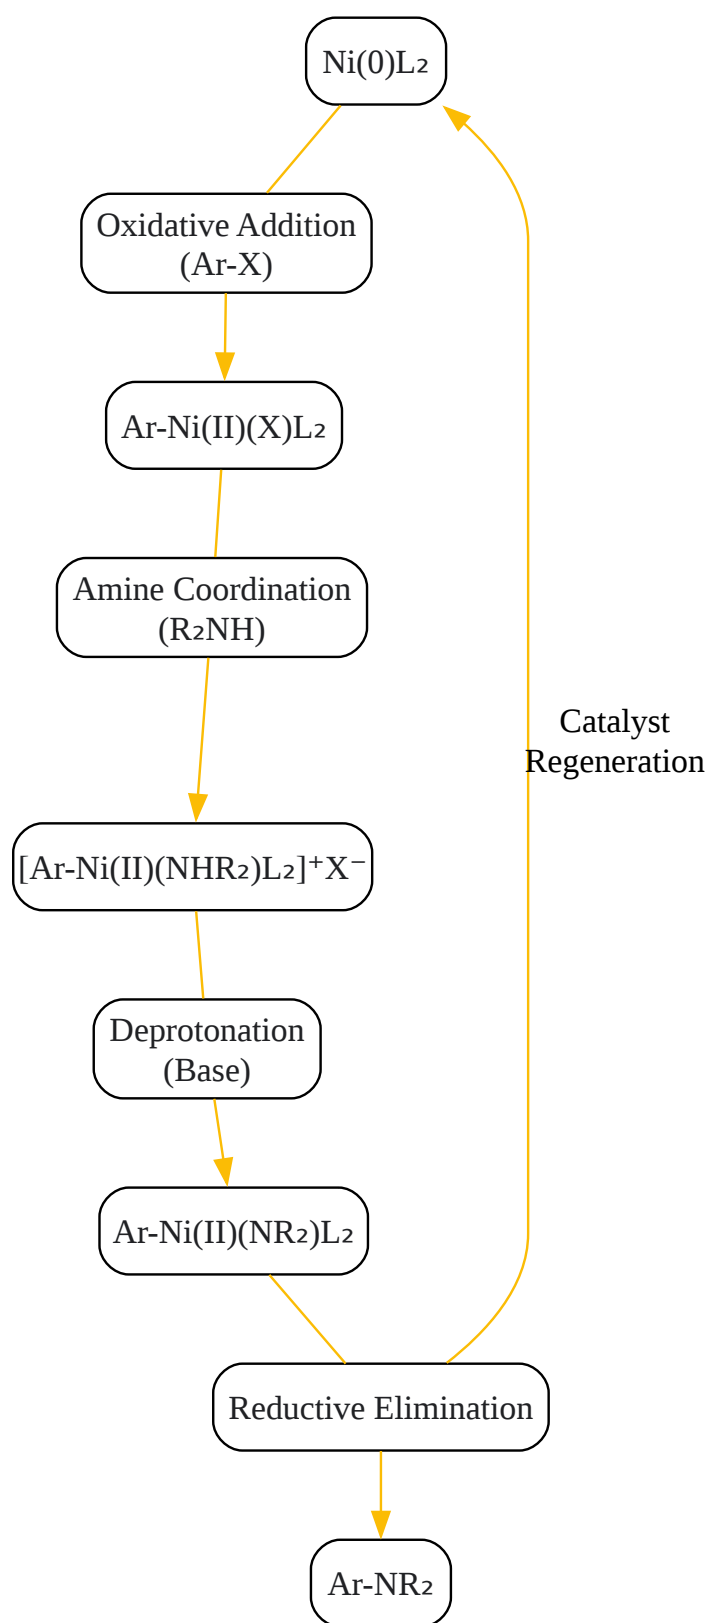 Ni(0)L₂
Oxidative Addition
(Ar-X)
Ar-Ni(II)(X)L₂
Amine Coordination
(R₂NH)
Catalyst
Regeneration
[Ar-Ni(II)(NHR₂)L₂]⁺X⁻
Deprotonation
(Base)
Ar-Ni(II)(NR₂)L₂
Reductive Elimination
Ar-NR₂